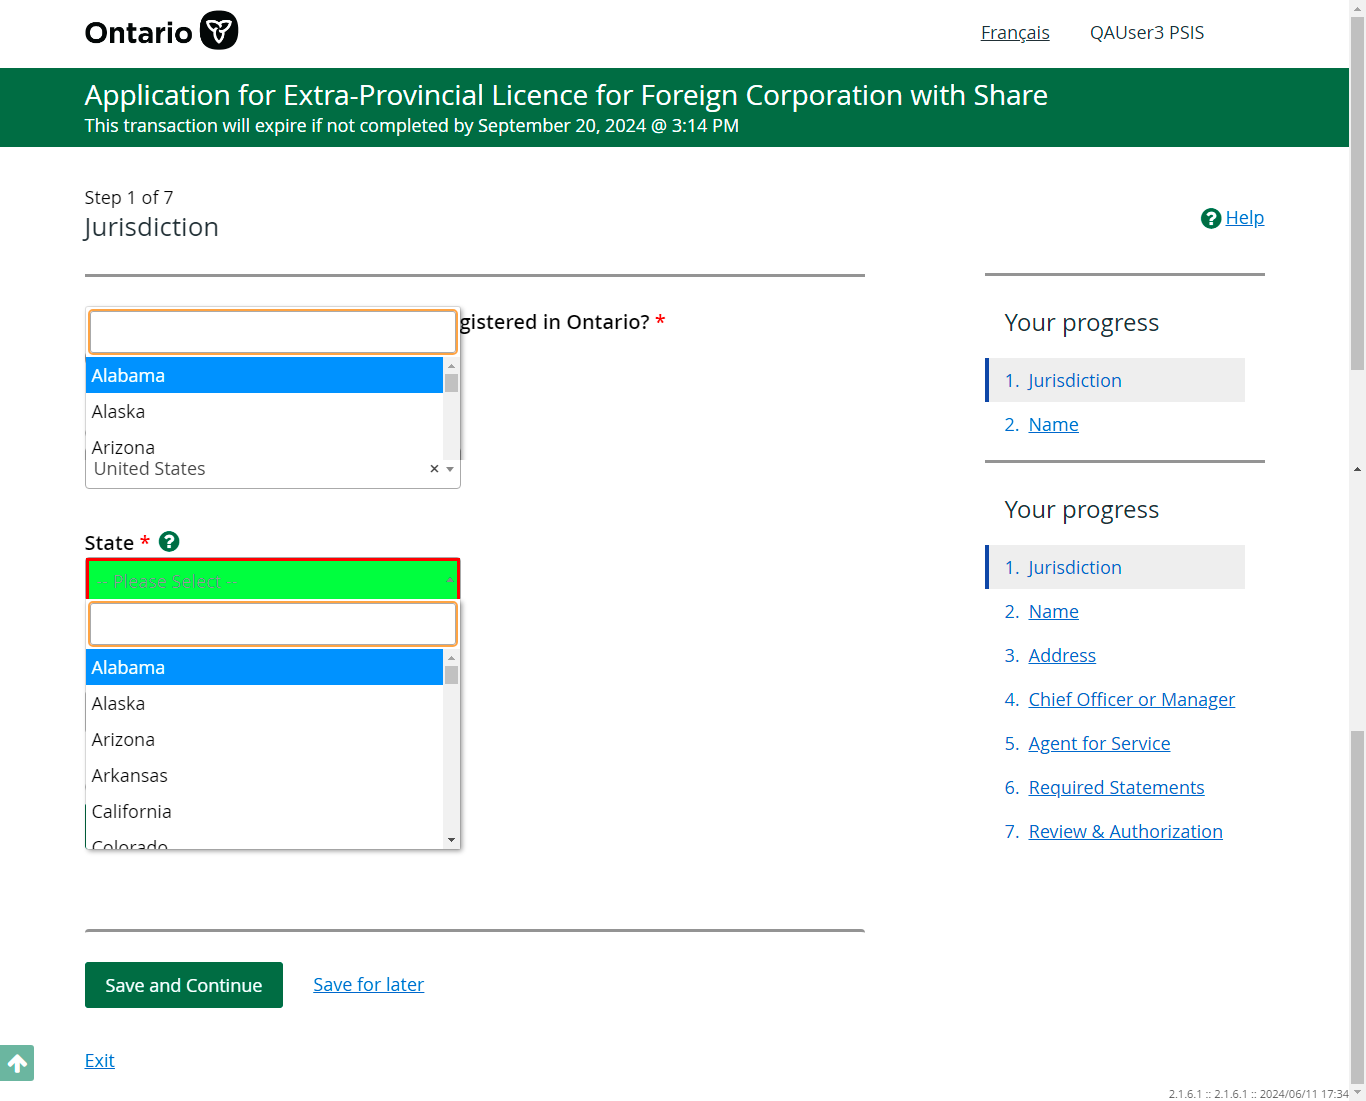 Ontario
Français
QAUser3 PSIS
Application for Extra-Provincial Licence for Foreign Corporation with Share
This transaction will expire if not completed by September 20, 2024 @ 3:14 PM
Step 1 of 7
Jurisdiction
Help
gistered in Ontario? *
Alabama
Alaska
Arizona
United States
State *
-- Please Select --
Alabama
Alaska
Arizona
Arkansas
California
Colorado
Save and Continue
Save for later
Exit
Your progress
1. Jurisdiction
2. Name
Your progress
1. Jurisdiction
2. Name
3. Address
4. Chief Officer or Manager
5. Agent for Service
6. Required Statements
7. Review & Authorization
2.1.6.1 :: 2.1.6.1 :: 2024/06/11 17:34